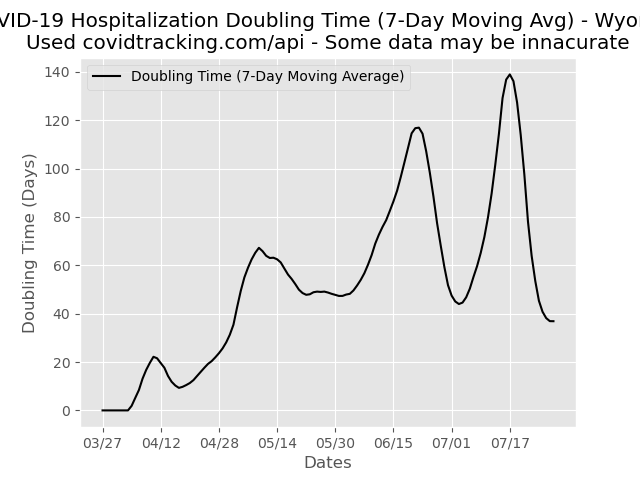 VID-19 Hospitalization Doubling Time (7-Day Moving Avg) - Wyo
Used covidtracking.com/api - Some data may be innacurate
Doubling Time (7-Day Moving Average)
140
120
100
80
60
40
20
0
Doubling Time (Days)
03/27 04/12 04/28 05/14 05/30 06/15 07/01 07/17
Dates